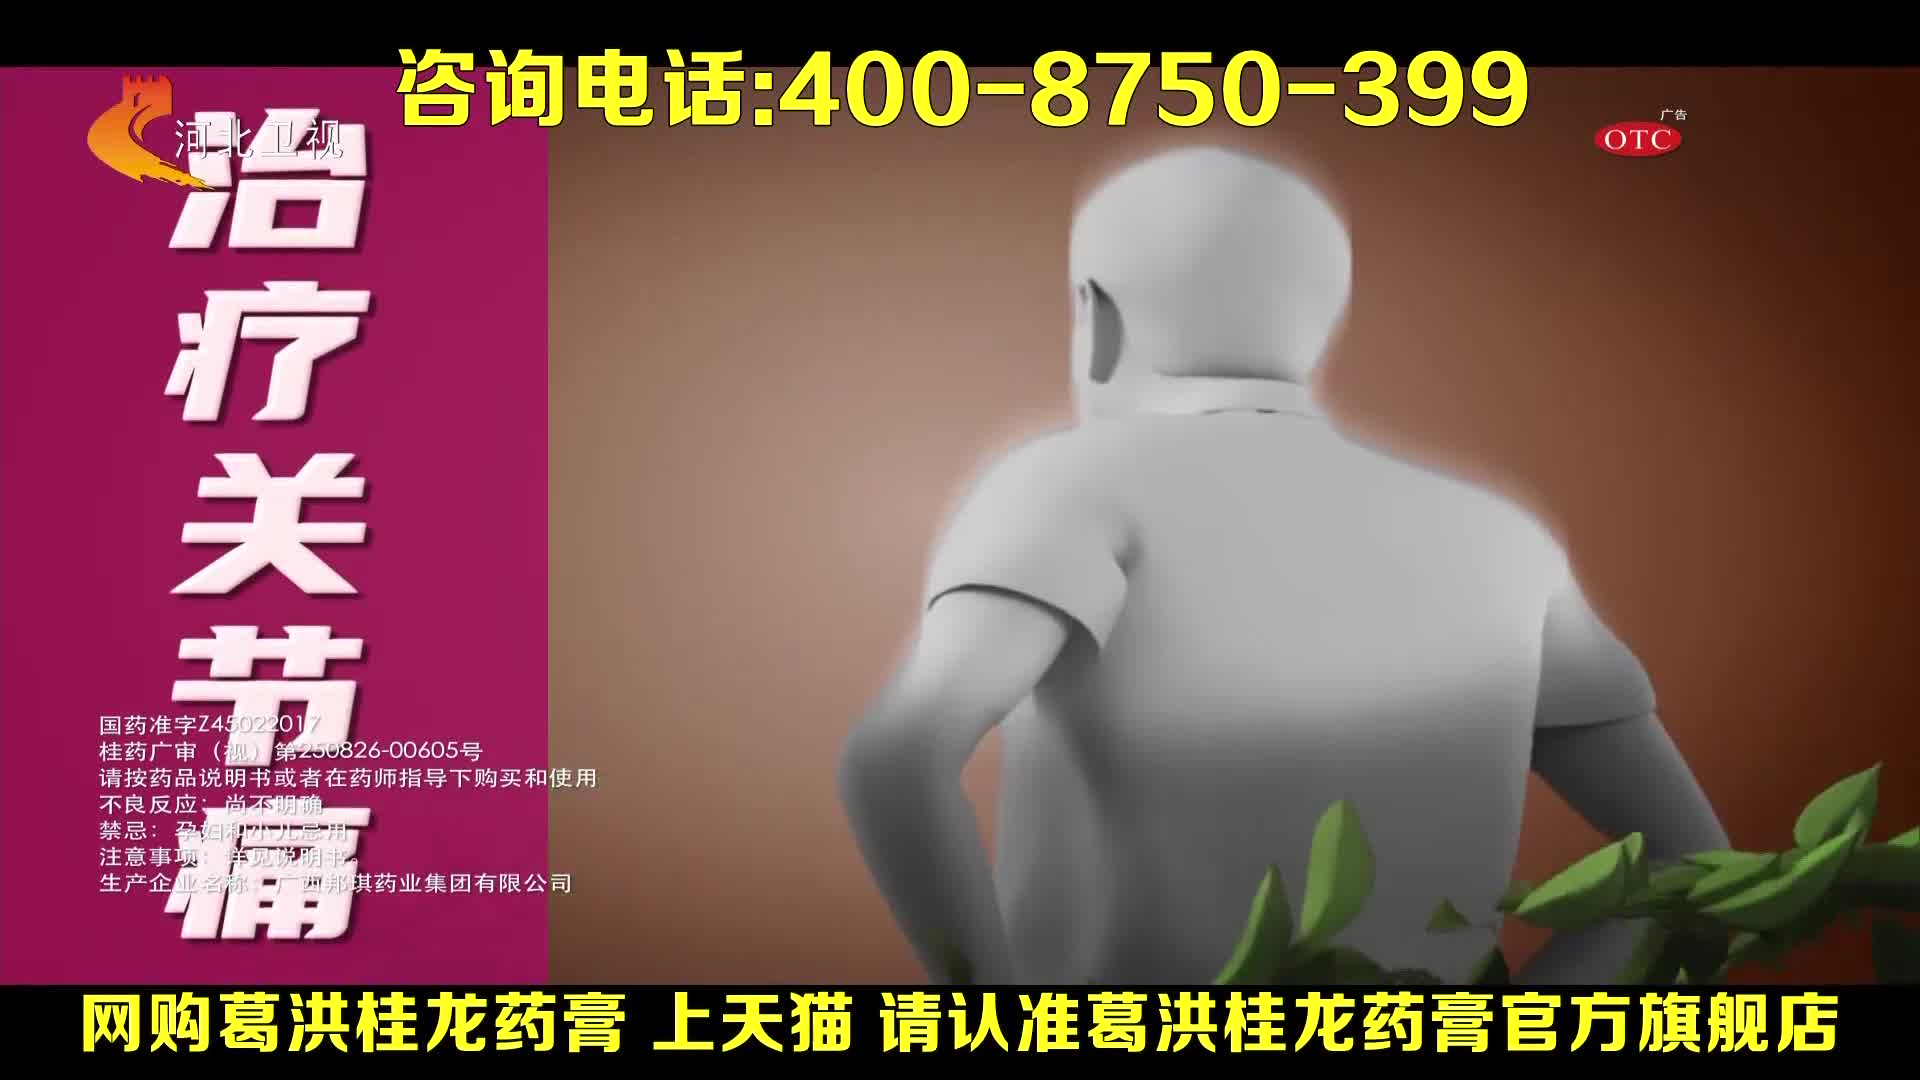 咨询电话:400-8750-399
河北卫视
广告
OTC
治疗关节痛
国药准字Z45022017
桂药广审（视）第250826-00605号
请按药品说明书或者在药师指导下购买和使用
不良反应：尚不明确
禁忌：孕妇和小儿忌用
注意事项：详见说明书。
生产企业名称：广西邦琪药业集团有限公司
网购葛洪桂龙药膏 上天猫 请认准葛洪桂龙药膏官方旗舰店